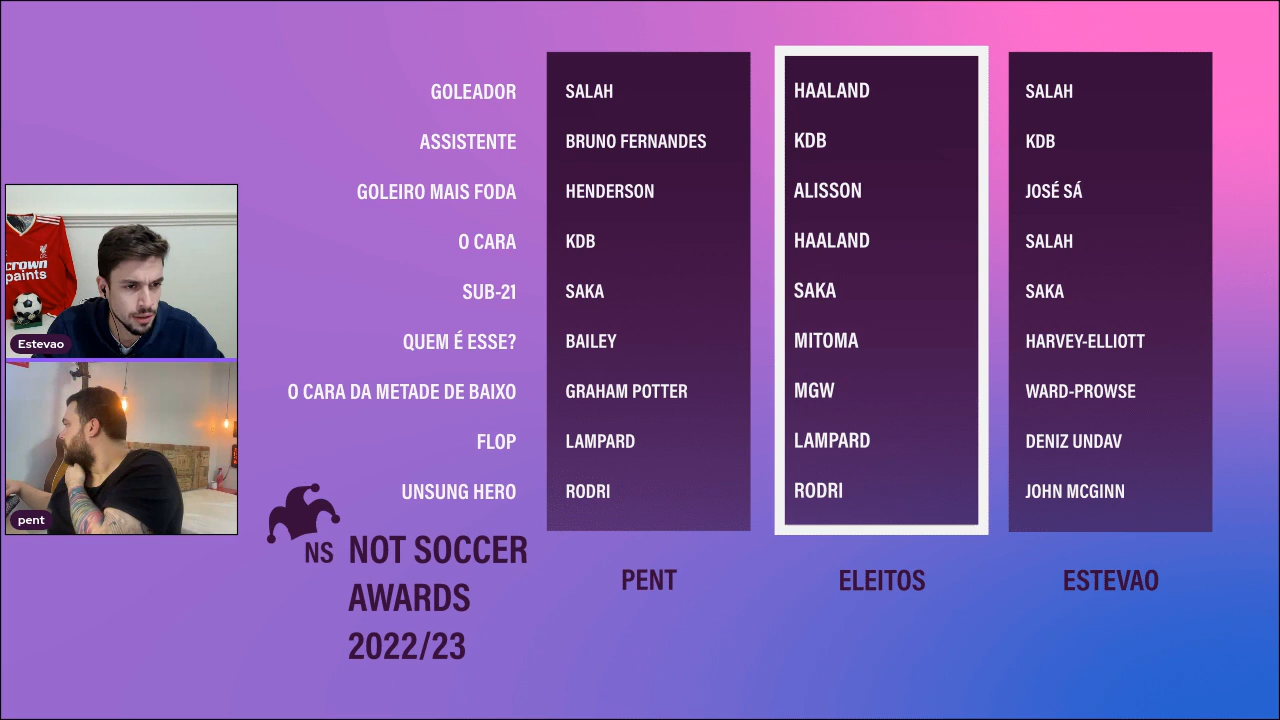 GOLEADOR SALAH HAALAND SALAH
ASSISTENTE BRUNO FERNANDES KDB KDB
GOLEIRO MAIS FODA HENDERSON ALISSON JOSÉ SÁ
O CARA KDB HAALAND SALAH
SUB-21 SAKA SAKA SAKA
QUEM É ESSE? BAILEY MITOMA HARVEY-ELLIOTT
O CARA DA METADE DE BAIXO GRAHAM POTTER MGW WARD-PROWSE
FLOP LAMPARD LAMPARD DENIZ UNDAV
UNSUNG HERO RODRI RODRI JOHN MCGINN
PENT ELEITOS ESTEVAO
NS NOT SOCCER
AWARDS
2022/23
crown
paints
Estevao
pent